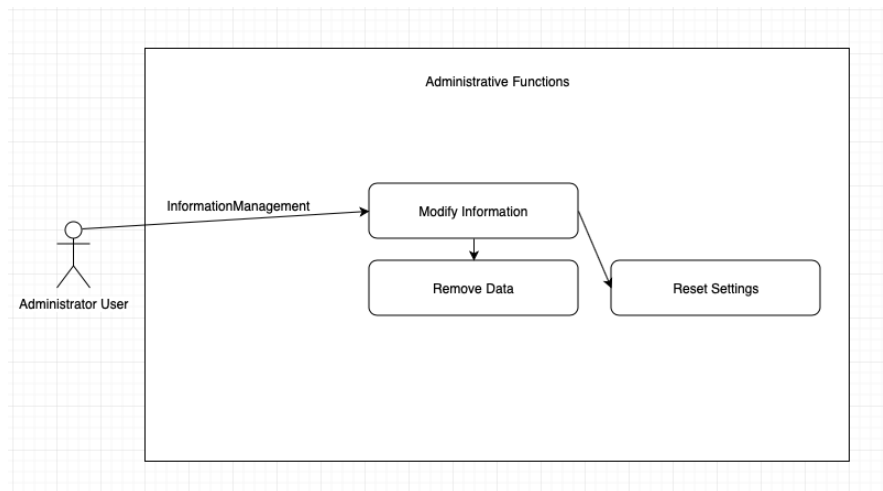 Administrative Functions
InformationManagement
Modify Information
Remove Data
Reset Settings
Administrator User